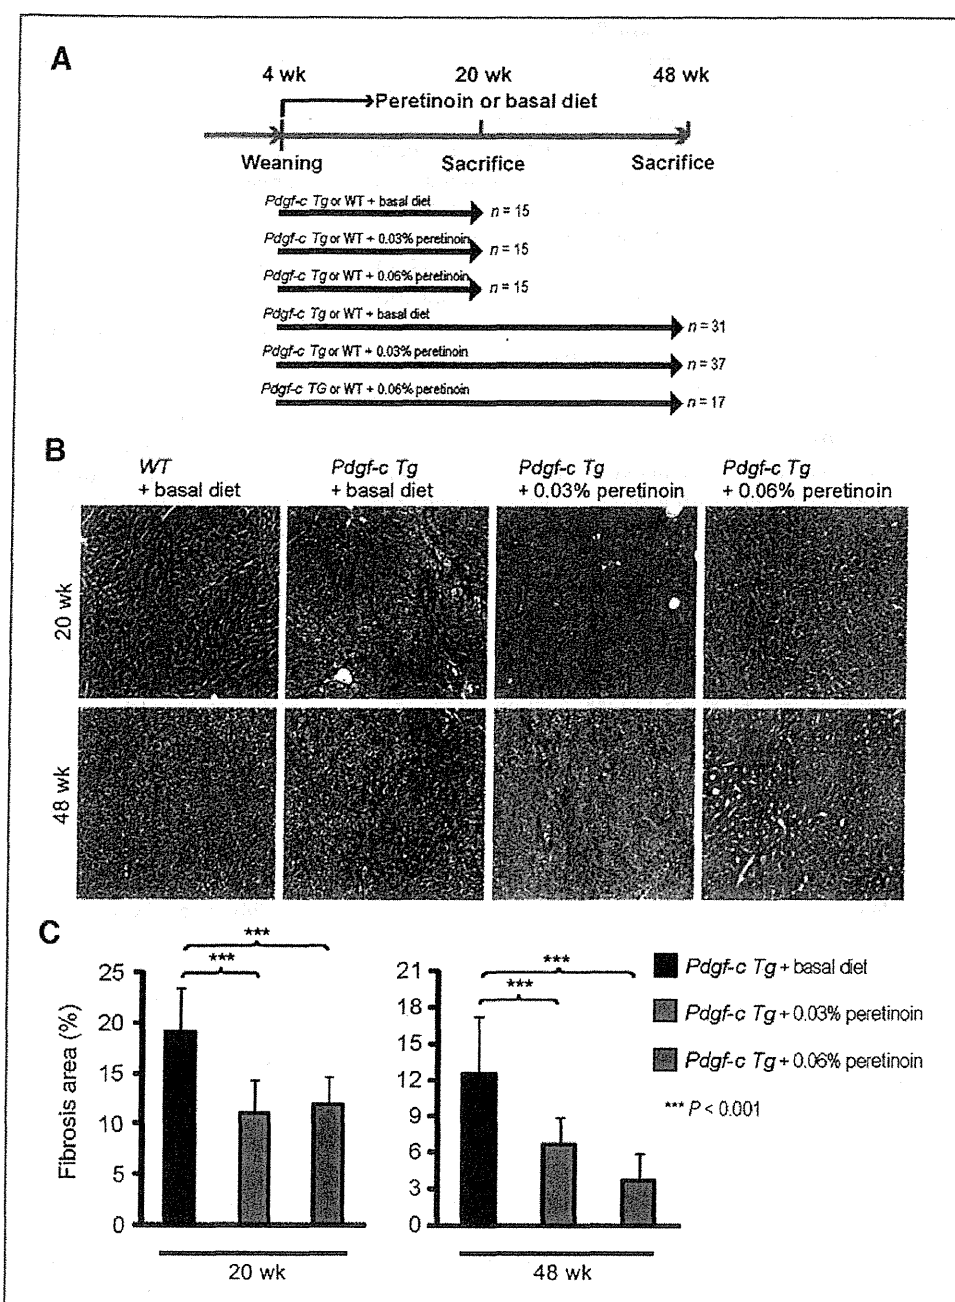 A
4 wk 20 wk 48 wk
Peretinoin or basal diet
Weaning Sacrifice Sacrifice
Pdgf-c Tg or WT + basal diet n = 15
Pdgf-c Tg or WT + 0.03% peretinoin n = 15
Pdgf-c Tg or WT + 0.06% peretinoin n = 15
Pdgf-c Tg or WT + basal diet n = 31
Pdgf-c Tg or WT + 0.03% peretinoin n = 37
Pdgf-c TG or WT + 0.06% peretinoin n = 17
B
WT + basal diet
Pdgf-c Tg + basal diet
Pdgf-c Tg + 0.03% peretinoin
Pdgf-c Tg + 0.06% peretinoin
20 wk
48 wk
C
Fibrosis area (%)
25
20
15
10
5
0
*** ***
20 wk
21
18
15
12
9
6
3
0
*** ***
48 wk
Pdgf-c Tg + basal diet
Pdgf-c Tg + 0.03% peretinoin
Pdgf-c Tg + 0.06% peretinoin
*** P < 0.001